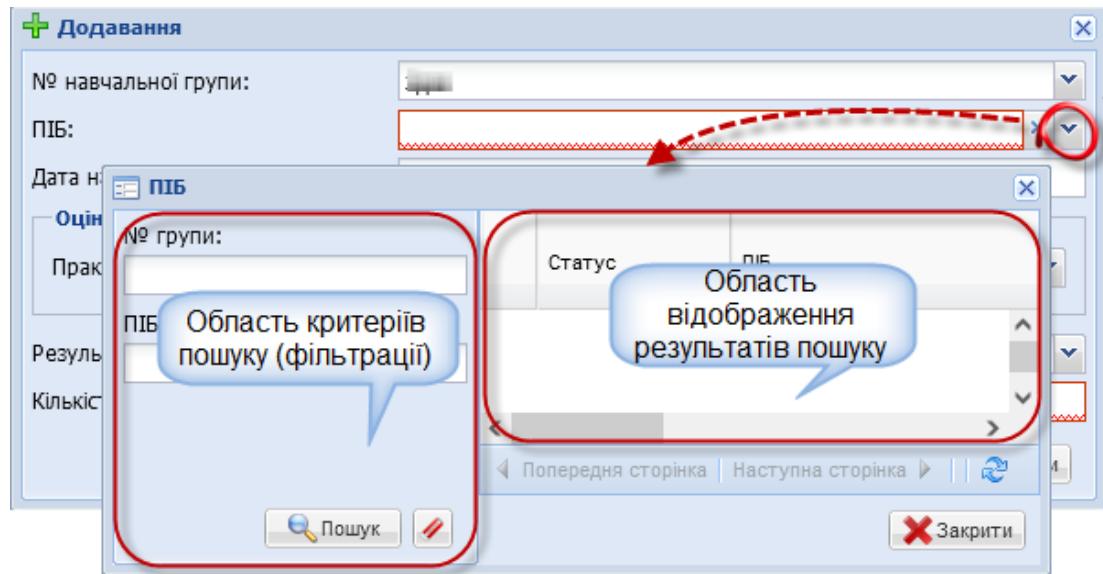 Додавання
№ навчальної групи:
ПІБ:
Дата н
ПІБ
Оцін
№ групи:
Прак
Статус
ПІБ
Область
відображення
результатів пошуку
ПІБ
Область критеріїв
пошуку (фільтрації)
Резуль
Кількіс
Попередня сторінка
Наступна сторінка
Пошук
Закрити